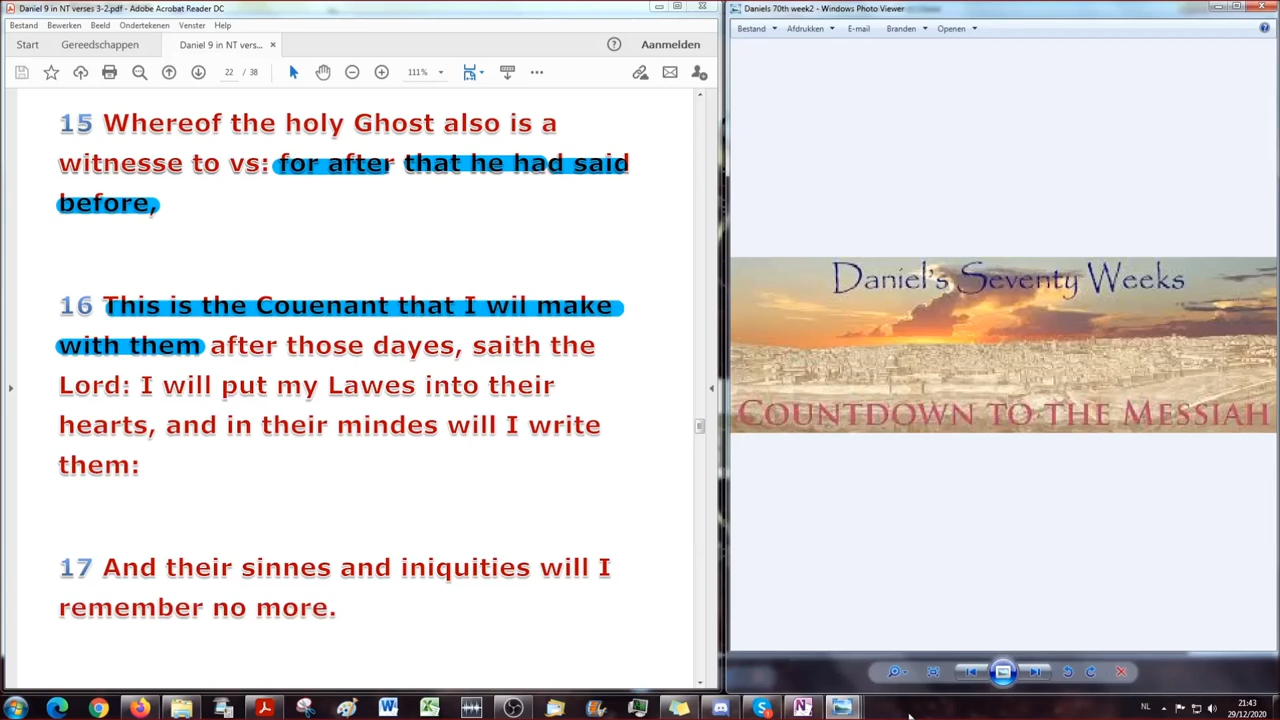 Daniel 9 in NT verses 3-2.pdf - Adobe Acrobat Reader DC
Bestand Bewerken Beeld Ondertekenen Venster Help
Start Gereedschappen Daniel 9 in NT vers... × Aanmelden
22 / 38 111%
15 Whereof the holy Ghost also is a
witnesse to vs: for after that he had said
before,
16 This is the Couenant that I wil make
with them after those dayes, saith the
Lord: I will put my Lawes into their
hearts, and in their mindes will I write
them:
17 And their sinnes and iniquities will I
remember no more.
Daniels 70th week2 - Windows Photo Viewer
Bestand Afdrukken E-mail Branden Openen
Daniel's Seventy Weeks
COUNTDOWN TO THE MESSIAH
NL 21:43
29/12/2020